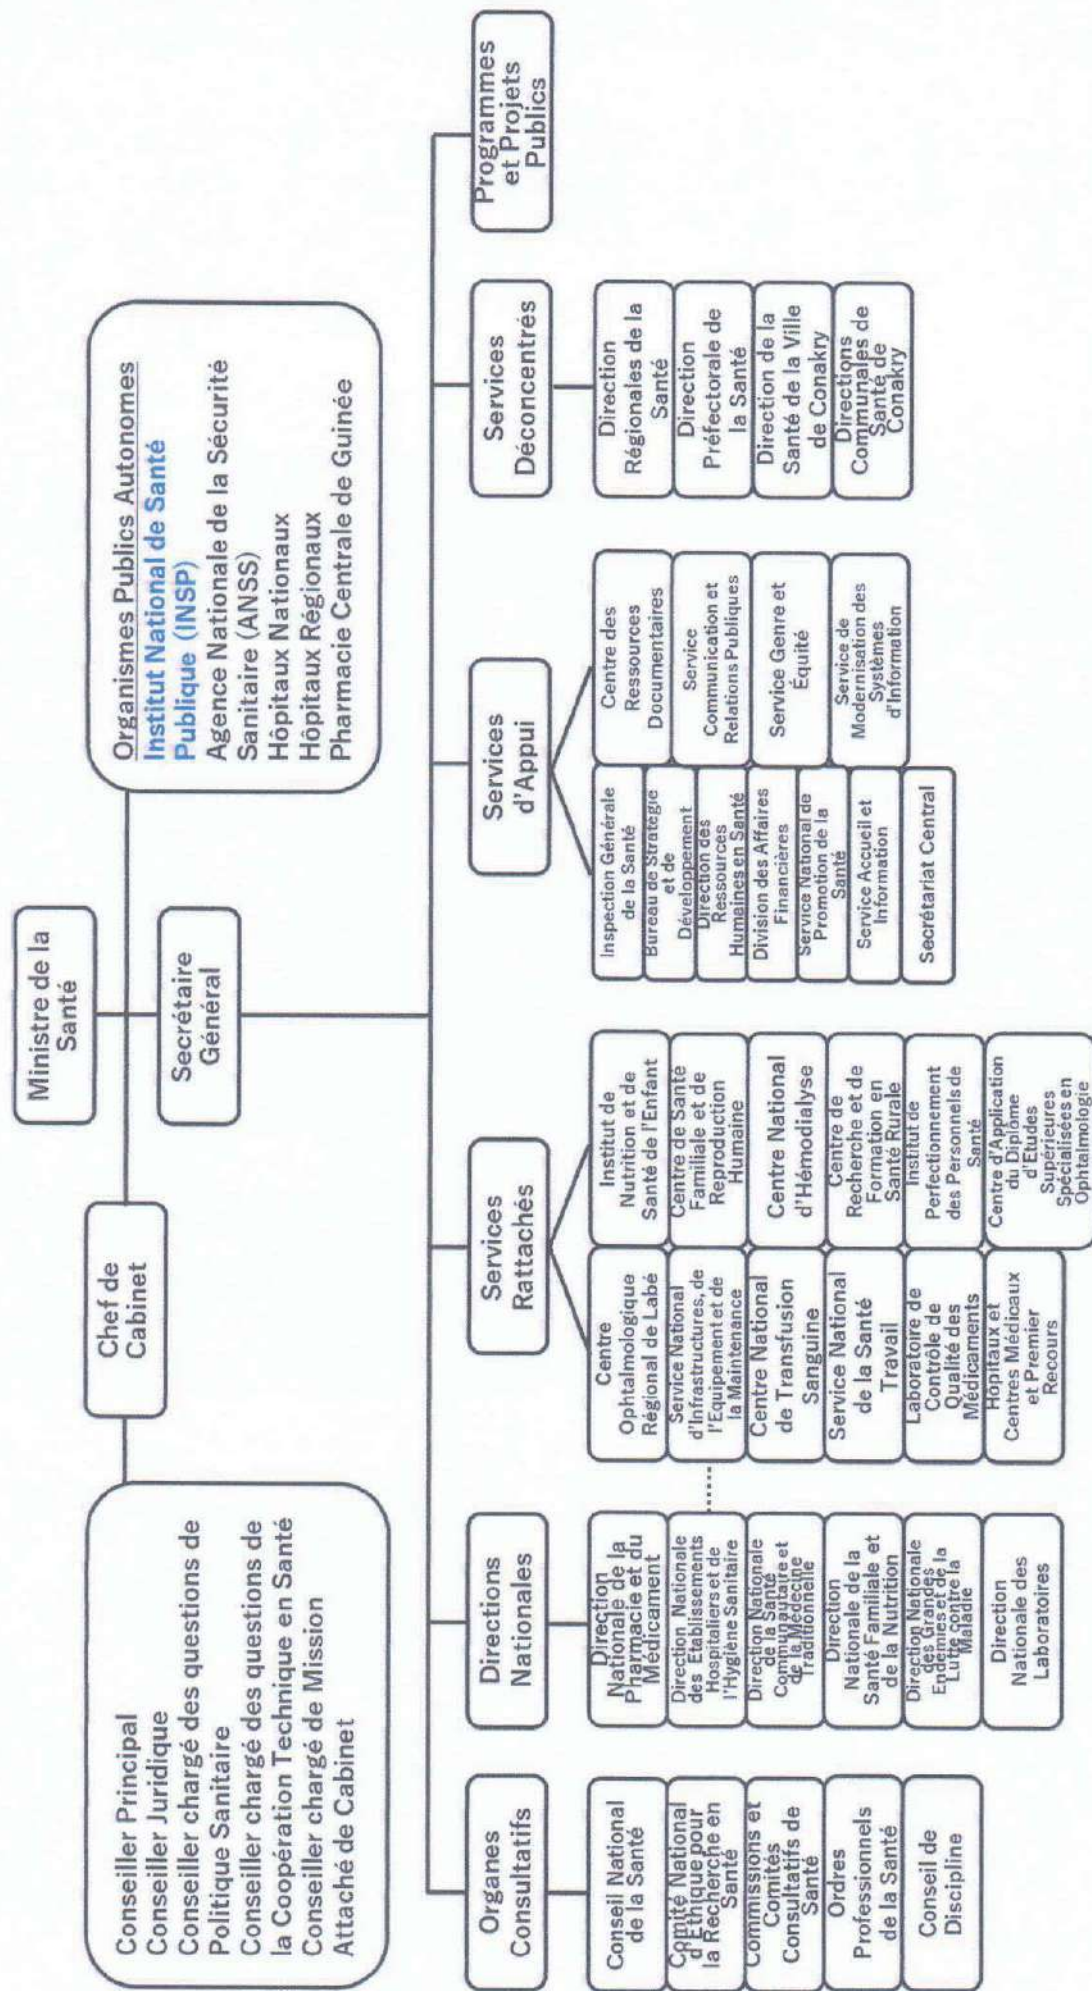 Ministre de la
Santé
Chef de
Cabinet
Secrétaire
Général
Conseiller Principal
Conseiller Juridique
Conseiller chargé des questions de
Politique Sanitaire
Conseiller chargé des questions de
la Coopération Technique en Santé
Conseiller chargé de Mission
Attaché de Cabinet
Organismes Publics Autonomes
Institut National de Santé
Publique (INSP)
Agence Nationale de la Sécurité
Sanitaire (ANSS)
Hôpitaux Nationaux
Hôpitaux Régionaux
Pharmacie Centrale de Guinée
Organes
Consultatifs
Conseil National
de la Santé
Comité National
d'Ethique pour
la Recherche en
Santé
Commissions et
Comités
Consultatifs de
Santé
Ordres
Professionnels
de la Santé
Conseil de
Discipline
Directions
Nationales
Direction
Nationale de la
Pharmacie et du
Médicament
Direction Nationale
des Etablissements
Hospitaliers et de
l'Hygiène Sanitaire
Direction Nationale
de la Santé
Communautaire et
de la Médecine
Traditionnelle
Direction
Nationale de la
Santé Familiale et
de la Nutrition
Direction Nationale
des Grandes
Endémies et de la
Lutte contre la
Maladie
Direction
Nationale des
Laboratoires
Services
Rattachés
Centre
Ophtalmologique
Régional de Labé
Service National
d'Infrastructures, de
l'Equipement et de
la Maintenance
Centre National
de Transfusion
Sanguine
Service National
de la Santé
Travail
Laboratoire de
Contrôle de
Qualité des
Médicaments
Hôpitaux et
Centres Médicaux
et Premier
Recours
Institut de
Nutrition et de
Santé de l'Enfant
Centre de Santé
Familiale et de
Reproduction
Humaine
Centre National
d'Hémodialyse
Centre de
Recherche et de
Formation en
Santé Rurale
Institut de
Perfectionnement
des Personnels de
Santé
Centre d'Application
du Diplôme
d'Etudes
Supérieures
Spécialisées en
Ophtalmologie
Services
d'Appui
Inspection Générale
de la Santé
Bureau de Stratégie
et de
Développement
Direction des
Ressources
Humaines en Santé
Division des Affaires
Financières
Service National de
Promotion de la
Santé
Service Accueil et
Information
Secrétariat Central
Centre des
Ressources
Documentaires
Service
Communication et
Relations Publiques
Service Genre et
Équité
Service de
Modernisation des
Systèmes
d'Information
Services
Déconcentrés
Direction
Régionales de la
Santé
Direction
Préfectorale de
la Santé
Direction de la
Santé de la Ville
de Conakry
Directions
Communales de
Santé de
Conakry
Programmes
et Projets
Publics